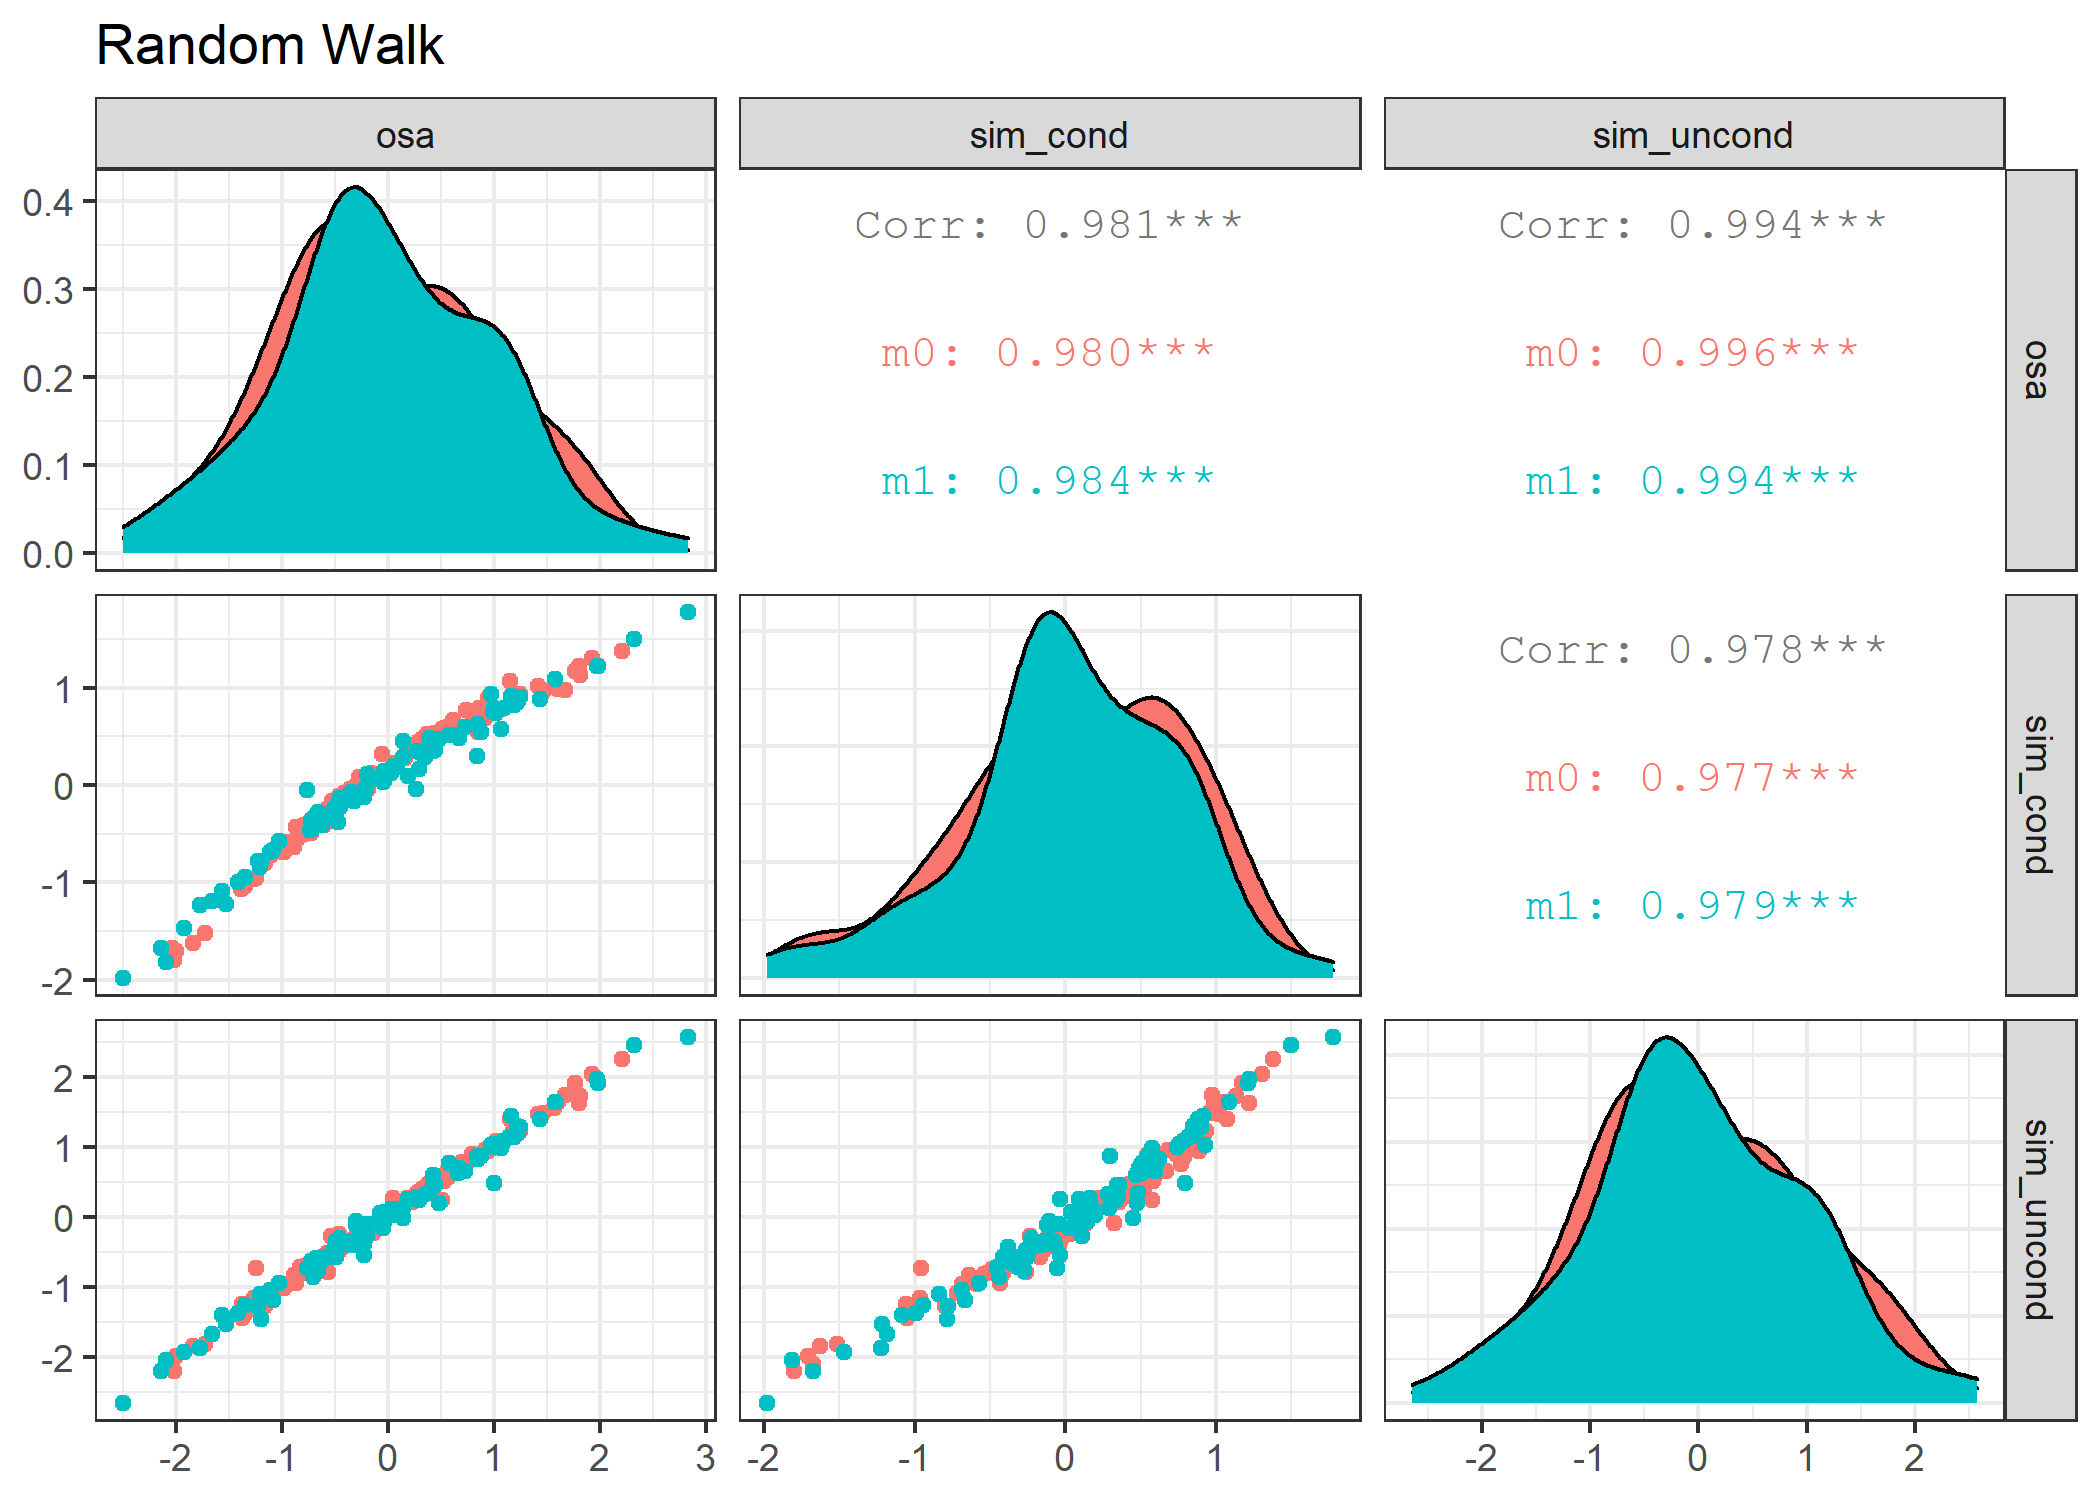 Random Walk
osa
sim_cond
sim_uncond
0.4
0.3
0.2
0.1
0.0
Corr: 0.981***
m0: 0.980***
m1: 0.984***
Corr: 0.994***
m0: 0.996***
m1: 0.994***
osa
1
0
-1
-2
Corr: 0.978***
m0: 0.977***
m1: 0.979***
sim_cond
2
1
0
-1
-2
sim_uncond
-2 -1 0 1 2 3
-2 -1 0 1
-2 -1 0 1 2